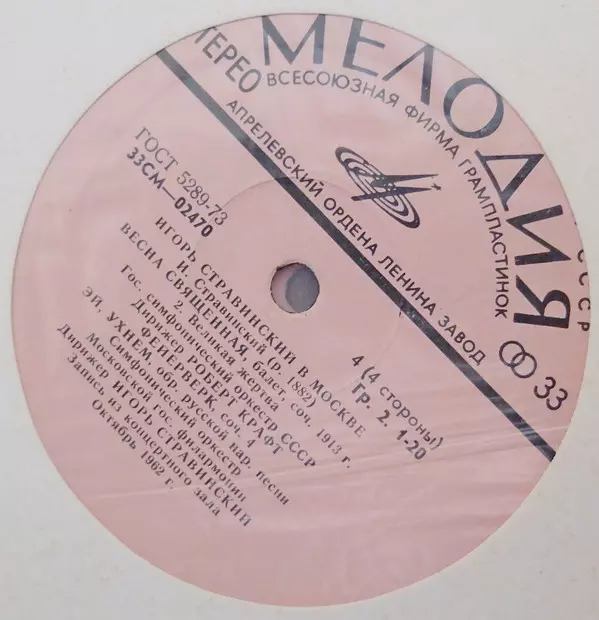 СТЕРЕО
МЕЛОДИЯ
СССР
ВСЕСОЮЗНАЯ ФИРМА ГРАМПЛАСТИНОК
АПРЕЛЕВСКИЙ ОРДЕНА ЛЕНИНА ЗАВОД
33
ГОСТ 5289-73
33СМ—02470
4 (4 стороны)
ГР. 2. 1-20
ИГОРЬ СТРАВИНСКИЙ В МОСКВЕ
И. Стравинский (р. 1882)
ВЕСНА СВЯЩЕННАЯ, балет, соч. 1913 г.
2. Великая жертва
Гос. симфонический оркестр СССР
Дирижер РОБЕРТ КРАФТ
ФЕЙЕРВЕРК, соч. 4
ЭЙ, УХНЕМ, обр. русской нар. песни
Симфонический оркестр
Московской гос. филармонии
Дирижер ИГОРЬ СТРАВИНСКИЙ
Запись из концертного зала
Октябрь 1962 г.